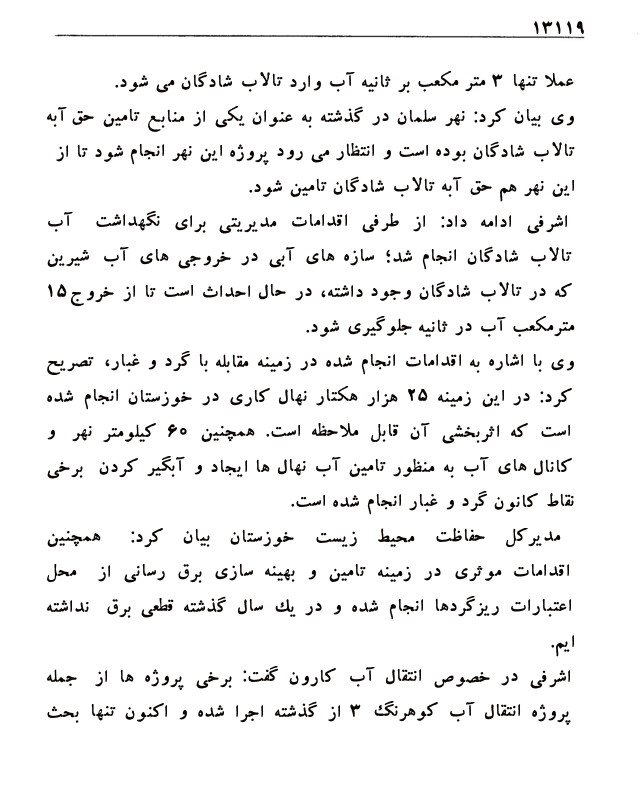 ۱۳۱۱۹
عملا تنها ۳ متر مکعب بر ثانیه آب وارد تالاب شادگان می شود.
وی بیان کرد: نهر سلمان در گذشته به عنوان یکی از منابع تامین حق آبه
تالاب شادگان بوده است و انتظار می رود پروژه این نهر انجام شود تا از
این نهر هم حق آبه تالاب شادگان تامین شود.
اشرفی ادامه داد: از طرفی اقدامات مدیریتی برای نگهداشت آب
تالاب شادگان انجام شد؛ سازه های آبی در خروجی های آب شیرین
که در تالاب شادگان وجود داشته، در حال احداث است تا از خروج ۱۵
مترمکعب آب در ثانیه جلوگیری شود.
وی با اشاره به اقدامات انجام شده در زمینه مقابله با گرد و غبار، تصریح
کرد: در این زمینه ۲۵ هزار هکتار نهال کاری در خوزستان انجام شده
است که اثربخشی آن قابل ملاحظه است. همچنین ۶۰ کیلومتر نهر و
کانال های آب به منظور تامین آب نهال ها ایجاد و آبگیر کردن برخی
نقاط کانون گرد و غبار انجام شده است.
مدیرکل حفاظت محیط زیست خوزستان بیان کرد: همچنین
اقدامات موثری در زمینه تامین و بهینه سازی برق رسانی از محل
اعتبارات ریزگردها انجام شده و در یك سال گذشته قطعی برق نداشته
ایم.
اشرفی در خصوص انتقال آب کارون گفت: برخی پروژه ها از جمله
پروژه انتقال آب کوهرنگ ۳ از گذشته اجرا شده و اکنون تنها بحث